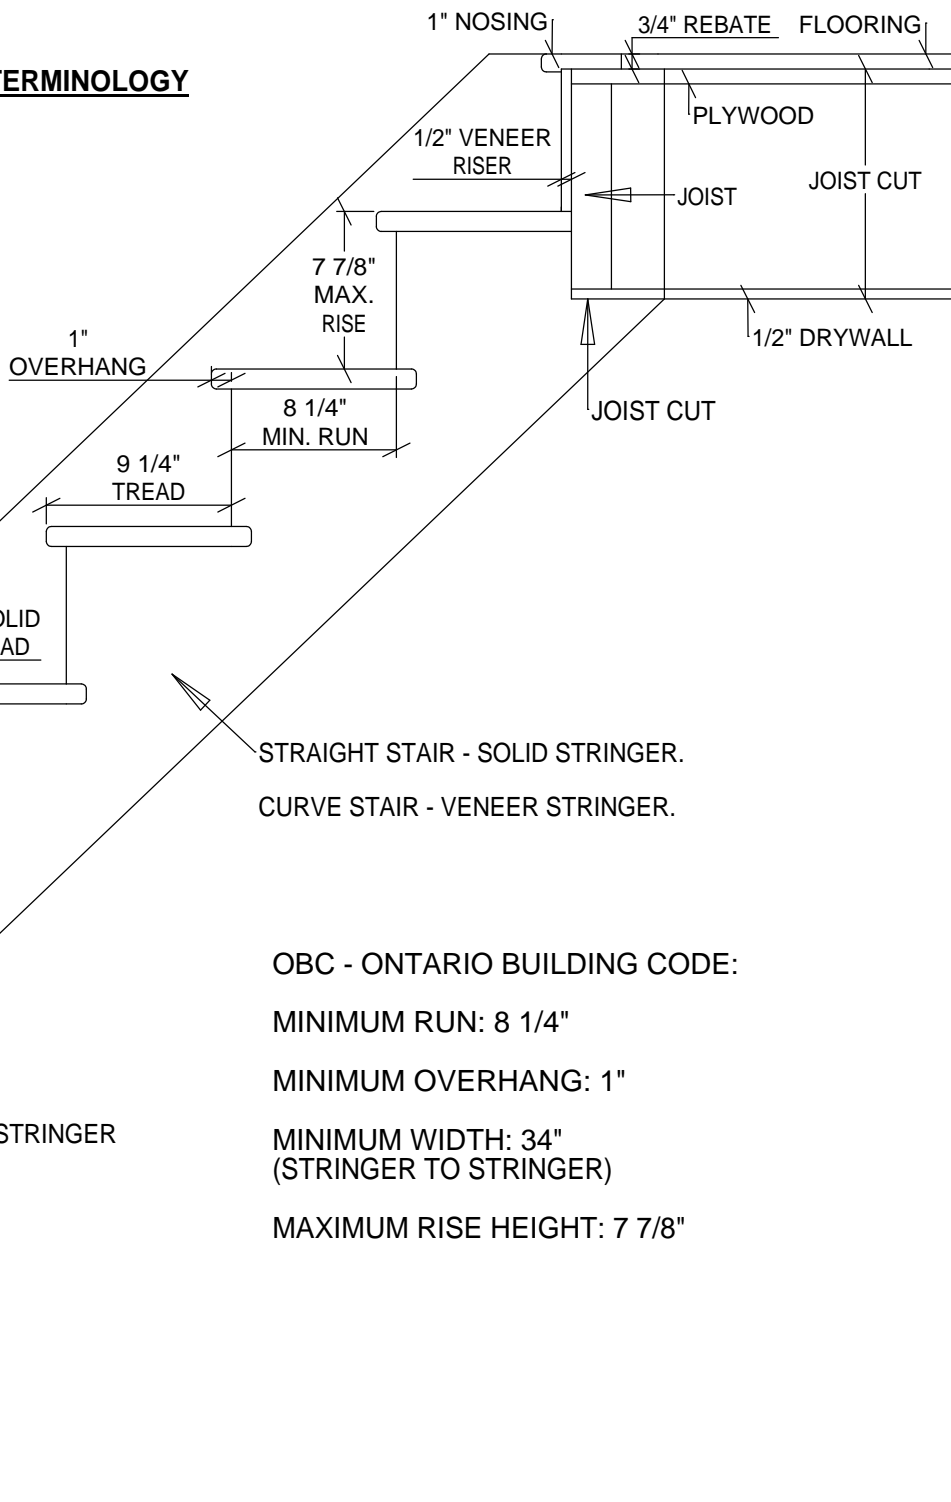 1" NOSING
3/4" REBATE
FLOORING
TERMINOLOGY
PLYWOOD
1/2" VENEER
RISER
JOIST
JOIST CUT
7 7/8"
MAX.
RISE
1"
OVERHANG
1/2" DRYWALL
8 1/4"
MIN. RUN
JOIST CUT
9 1/4"
TREAD
OLID
AD
STRAIGHT STAIR - SOLID STRINGER.
CURVE STAIR - VENEER STRINGER.
OBC - ONTARIO BUILDING CODE:
MINIMUM RUN: 8 1/4"
MINIMUM OVERHANG: 1"
STRINGER
MINIMUM WIDTH: 34"
(STRINGER TO STRINGER)
MAXIMUM RISE HEIGHT: 7 7/8"